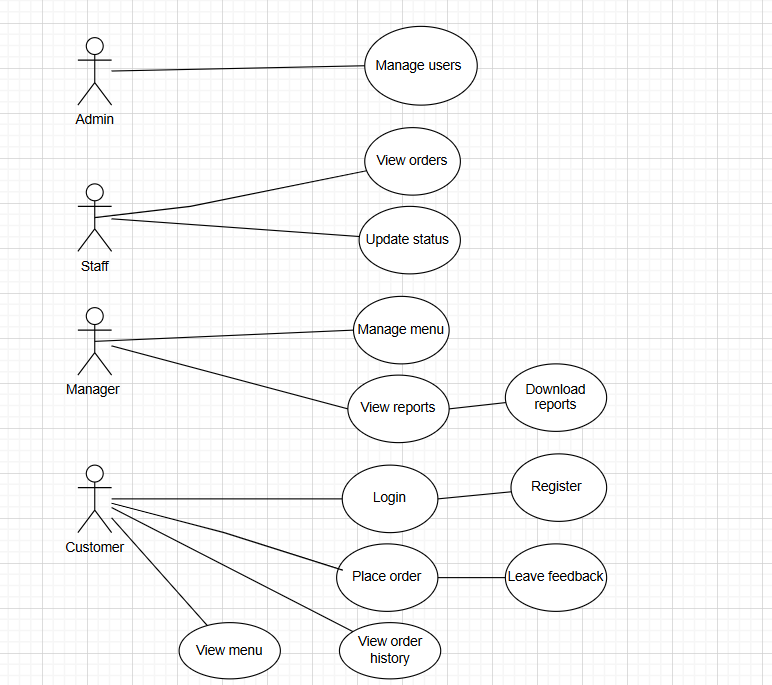 Manage users
Admin
View orders
Update status
Staff
Manage menu
Manager
View reports
Download
reports
Login
Register
Customer
Place order
Leave feedback
View menu
View order
history